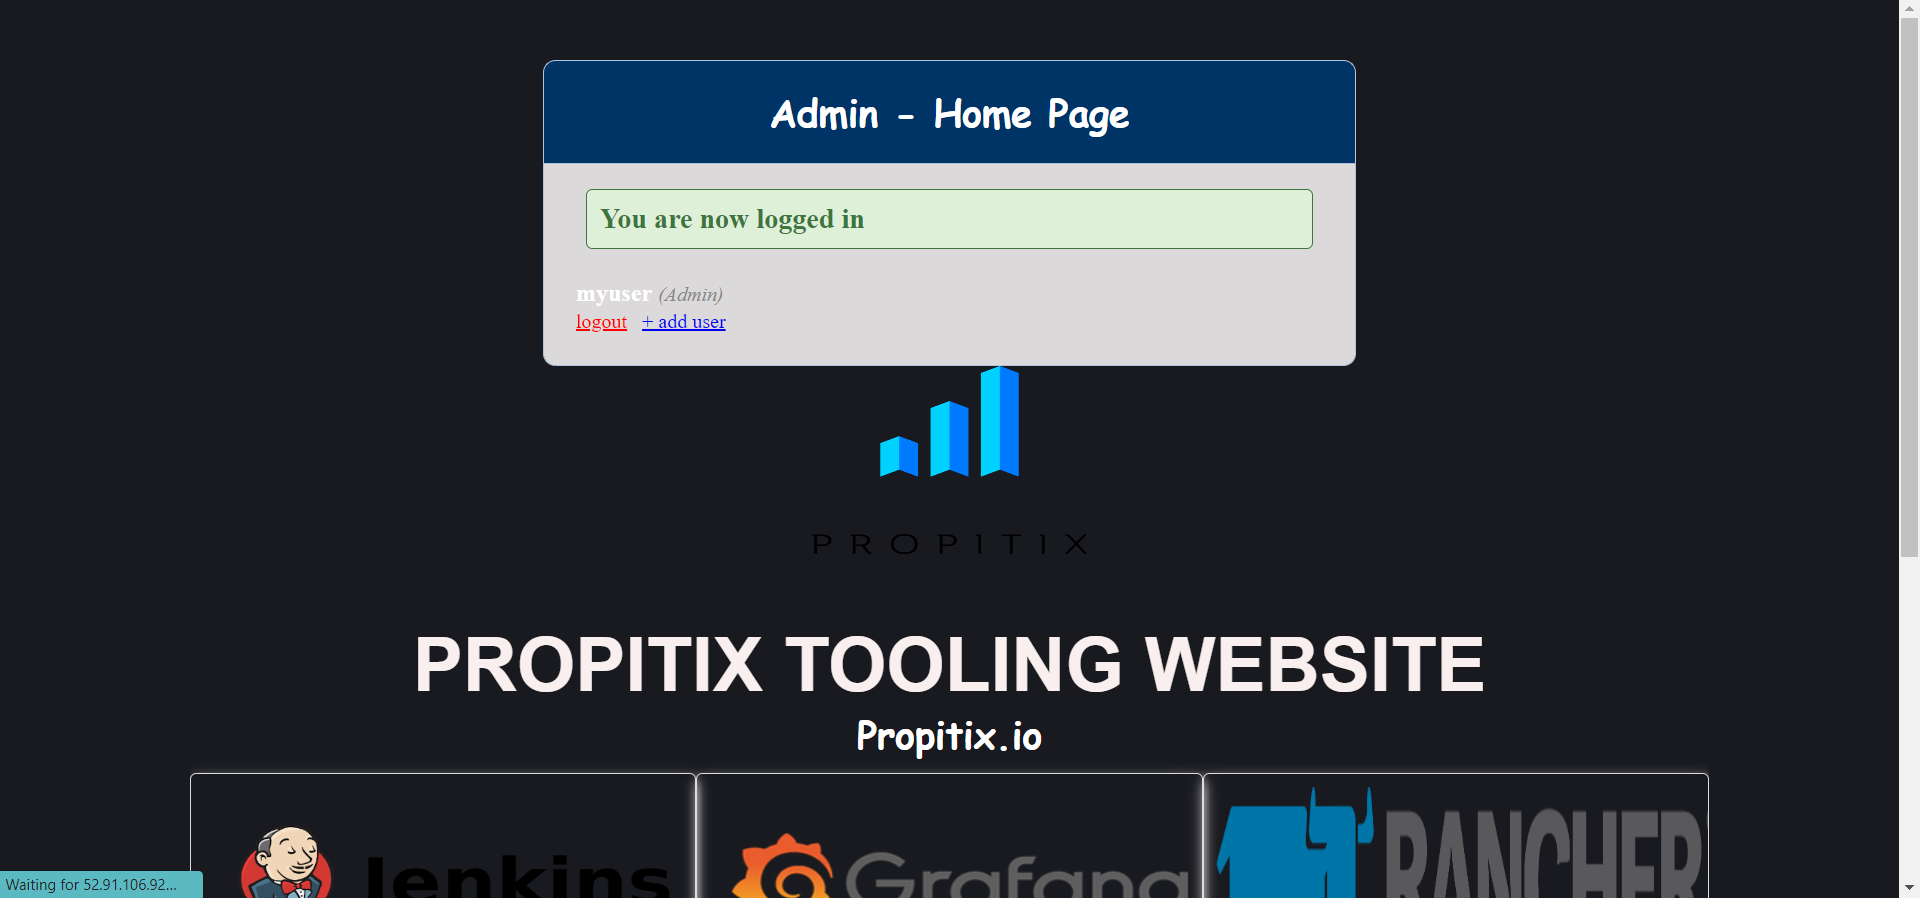 Admin - Home Page
You are now logged in
myuser (Admin)
logout + add user
PROPITIX
PROPITIX TOOLING WEBSITE
Propitix.io
Jenkins Grafana RANCHER
Waiting for 52.91.106.92...